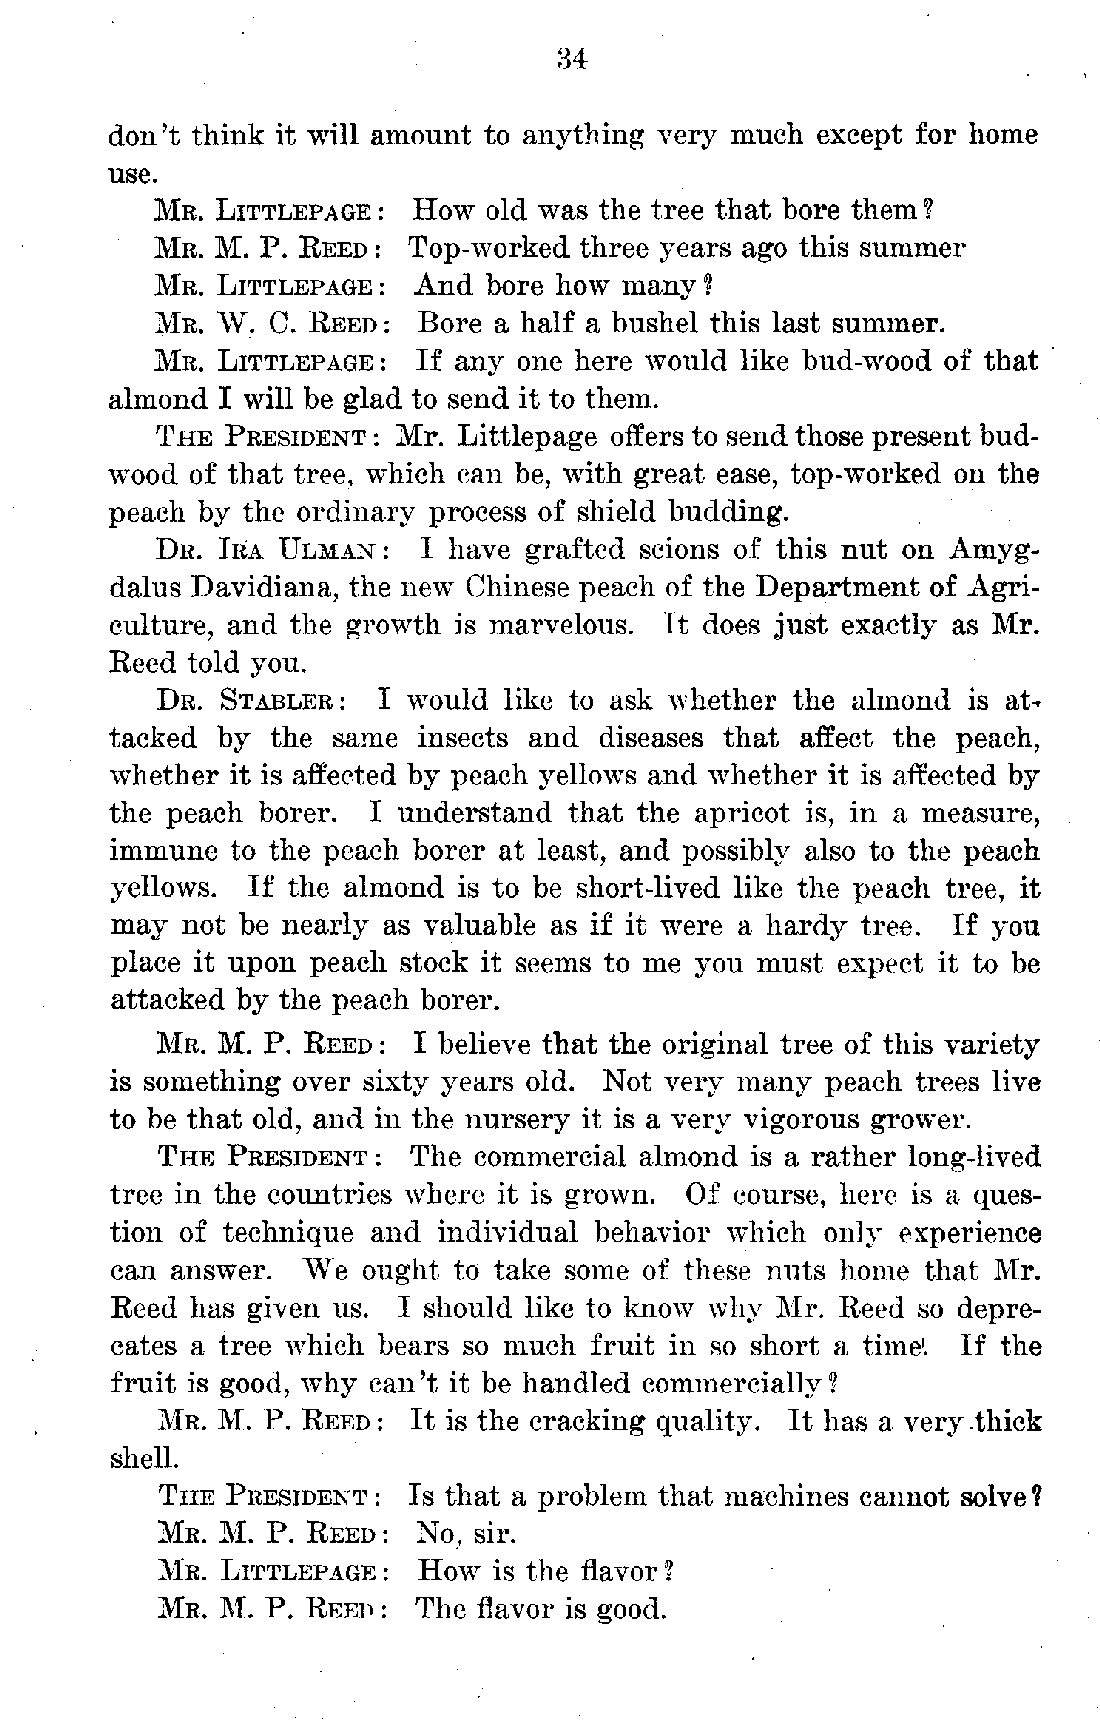 34
don't think it will amount to anything very much except for home
use.
MR. LITTLEPAGE: How old was the tree that bore them?
MR. M. P. REED: Top-worked three years ago this summer
MR. LITTLEPAGE: And bore how many?
MR. W. C. REED: Bore a half a bushel this last summer.
MR. LITTLEPAGE: If any one here would like bud-wood of that
almond I will be glad to send it to them.
THE PRESIDENT: Mr. Littlepage offers to send those present bud-
wood of that tree, which can be, with great ease, top-worked on the
peach by the ordinary process of shield budding.
DR. IRA ULMAN: I have grafted scions of this nut on Amyg-
dalus Davidiana, the new Chinese peach of the Department of Agri-
culture, and the growth is marvelous. It does just exactly as Mr.
Reed told you.
DR. STABLER: I would like to ask whether the almond is at-
tacked by the same insects and diseases that affect the peach,
whether it is affected by peach yellows and whether it is affected by
the peach borer. I understand that the apricot is, in a measure,
immune to the peach borer at least, and possibly also to the peach
yellows. If the almond is to be short-lived like the peach tree, it
may not be nearly as valuable as if it were a hardy tree. If you
place it upon peach stock it seems to me you must expect it to be
attacked by the peach borer.
MR. M. P. REED: I believe that the original tree of this variety
is something over sixty years old. Not very many peach trees live
to be that old, and in the nursery it is a very vigorous grower.
THE PRESIDENT: The commercial almond is a rather long-lived
tree in the countries where it is grown. Of course, here is a ques-
tion of technique and individual behavior which only experience
can answer. We ought to take some of these nuts home that Mr.
Reed has given us. I should like to know why Mr. Reed so depre-
cates a tree which bears so much fruit in so short a time. If the
fruit is good, why can't it be handled commercially?
MR. M. P. REED: It is the cracking quality. It has a very thick
shell.
THE PRESIDENT: Is that a problem that machines cannot solve?
MR. M. P. REED: No, sir.
MR. LITTLEPAGE: How is the flavor?
MR. M. P. REED: The flavor is good.